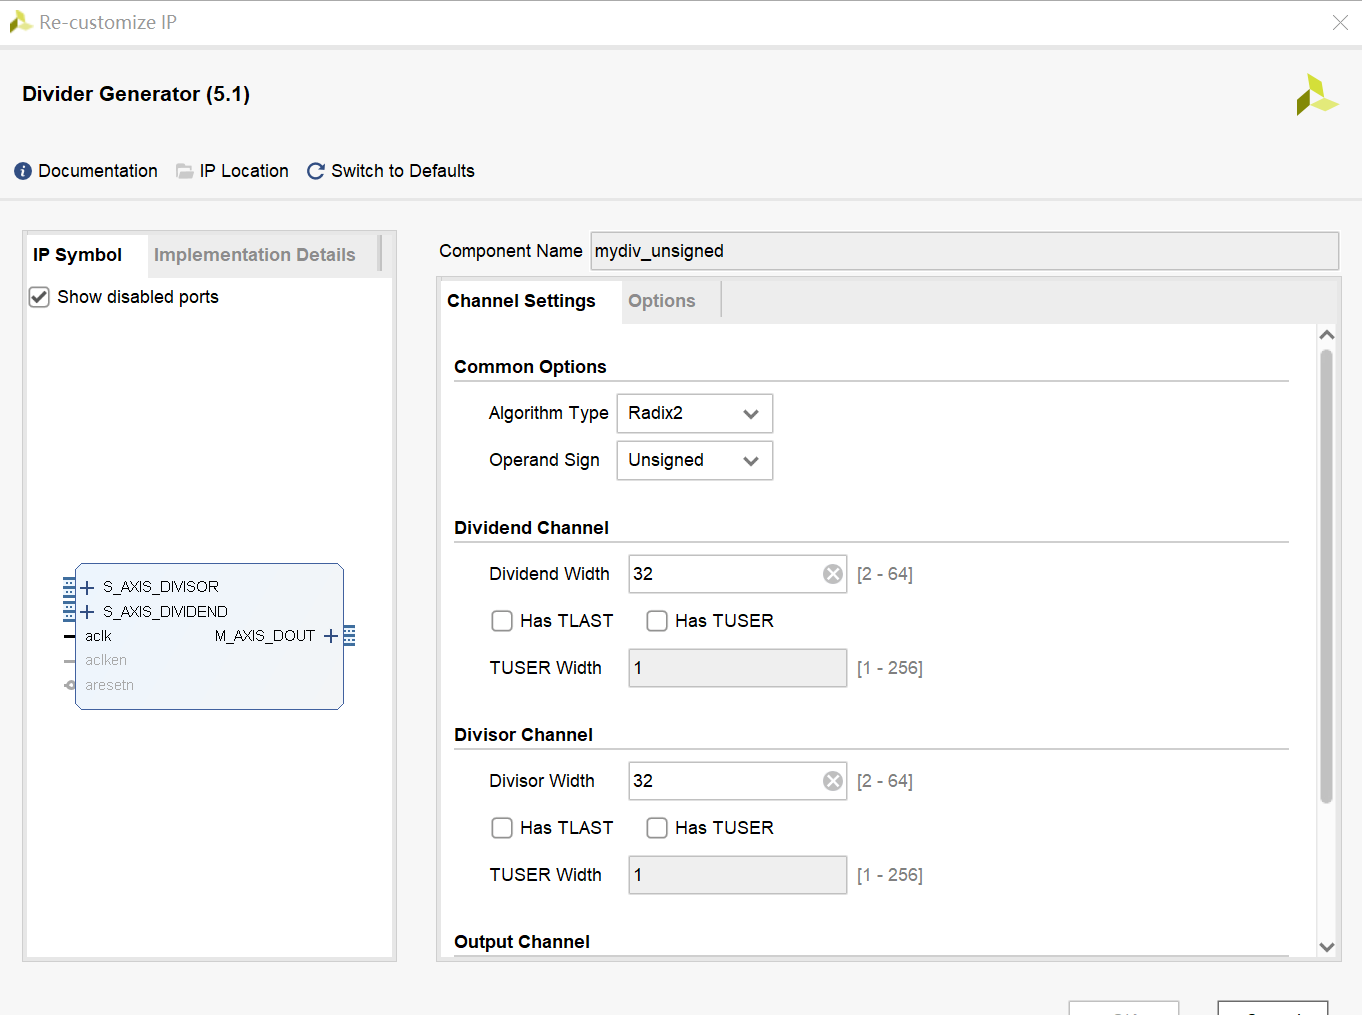 Re-customize IP
Divider Generator (5.1)
Documentation IP Location Switch to Defaults
IP Symbol Implementation Details
Show disabled ports
S_AXIS_DIVISOR
S_AXIS_DIVIDEND
aclk M_AXIS_DOUT
aclken
aresetn
Component Name mydiv_unsigned
Channel Settings Options
Common Options
Algorithm Type Radix2
Operand Sign Unsigned
Dividend Channel
Dividend Width 32 [2 - 64]
Has TLAST Has TUSER
TUSER Width 1 [1 - 256]
Divisor Channel
Divisor Width 32 [2 - 64]
Has TLAST Has TUSER
TUSER Width 1 [1 - 256]
Output Channel